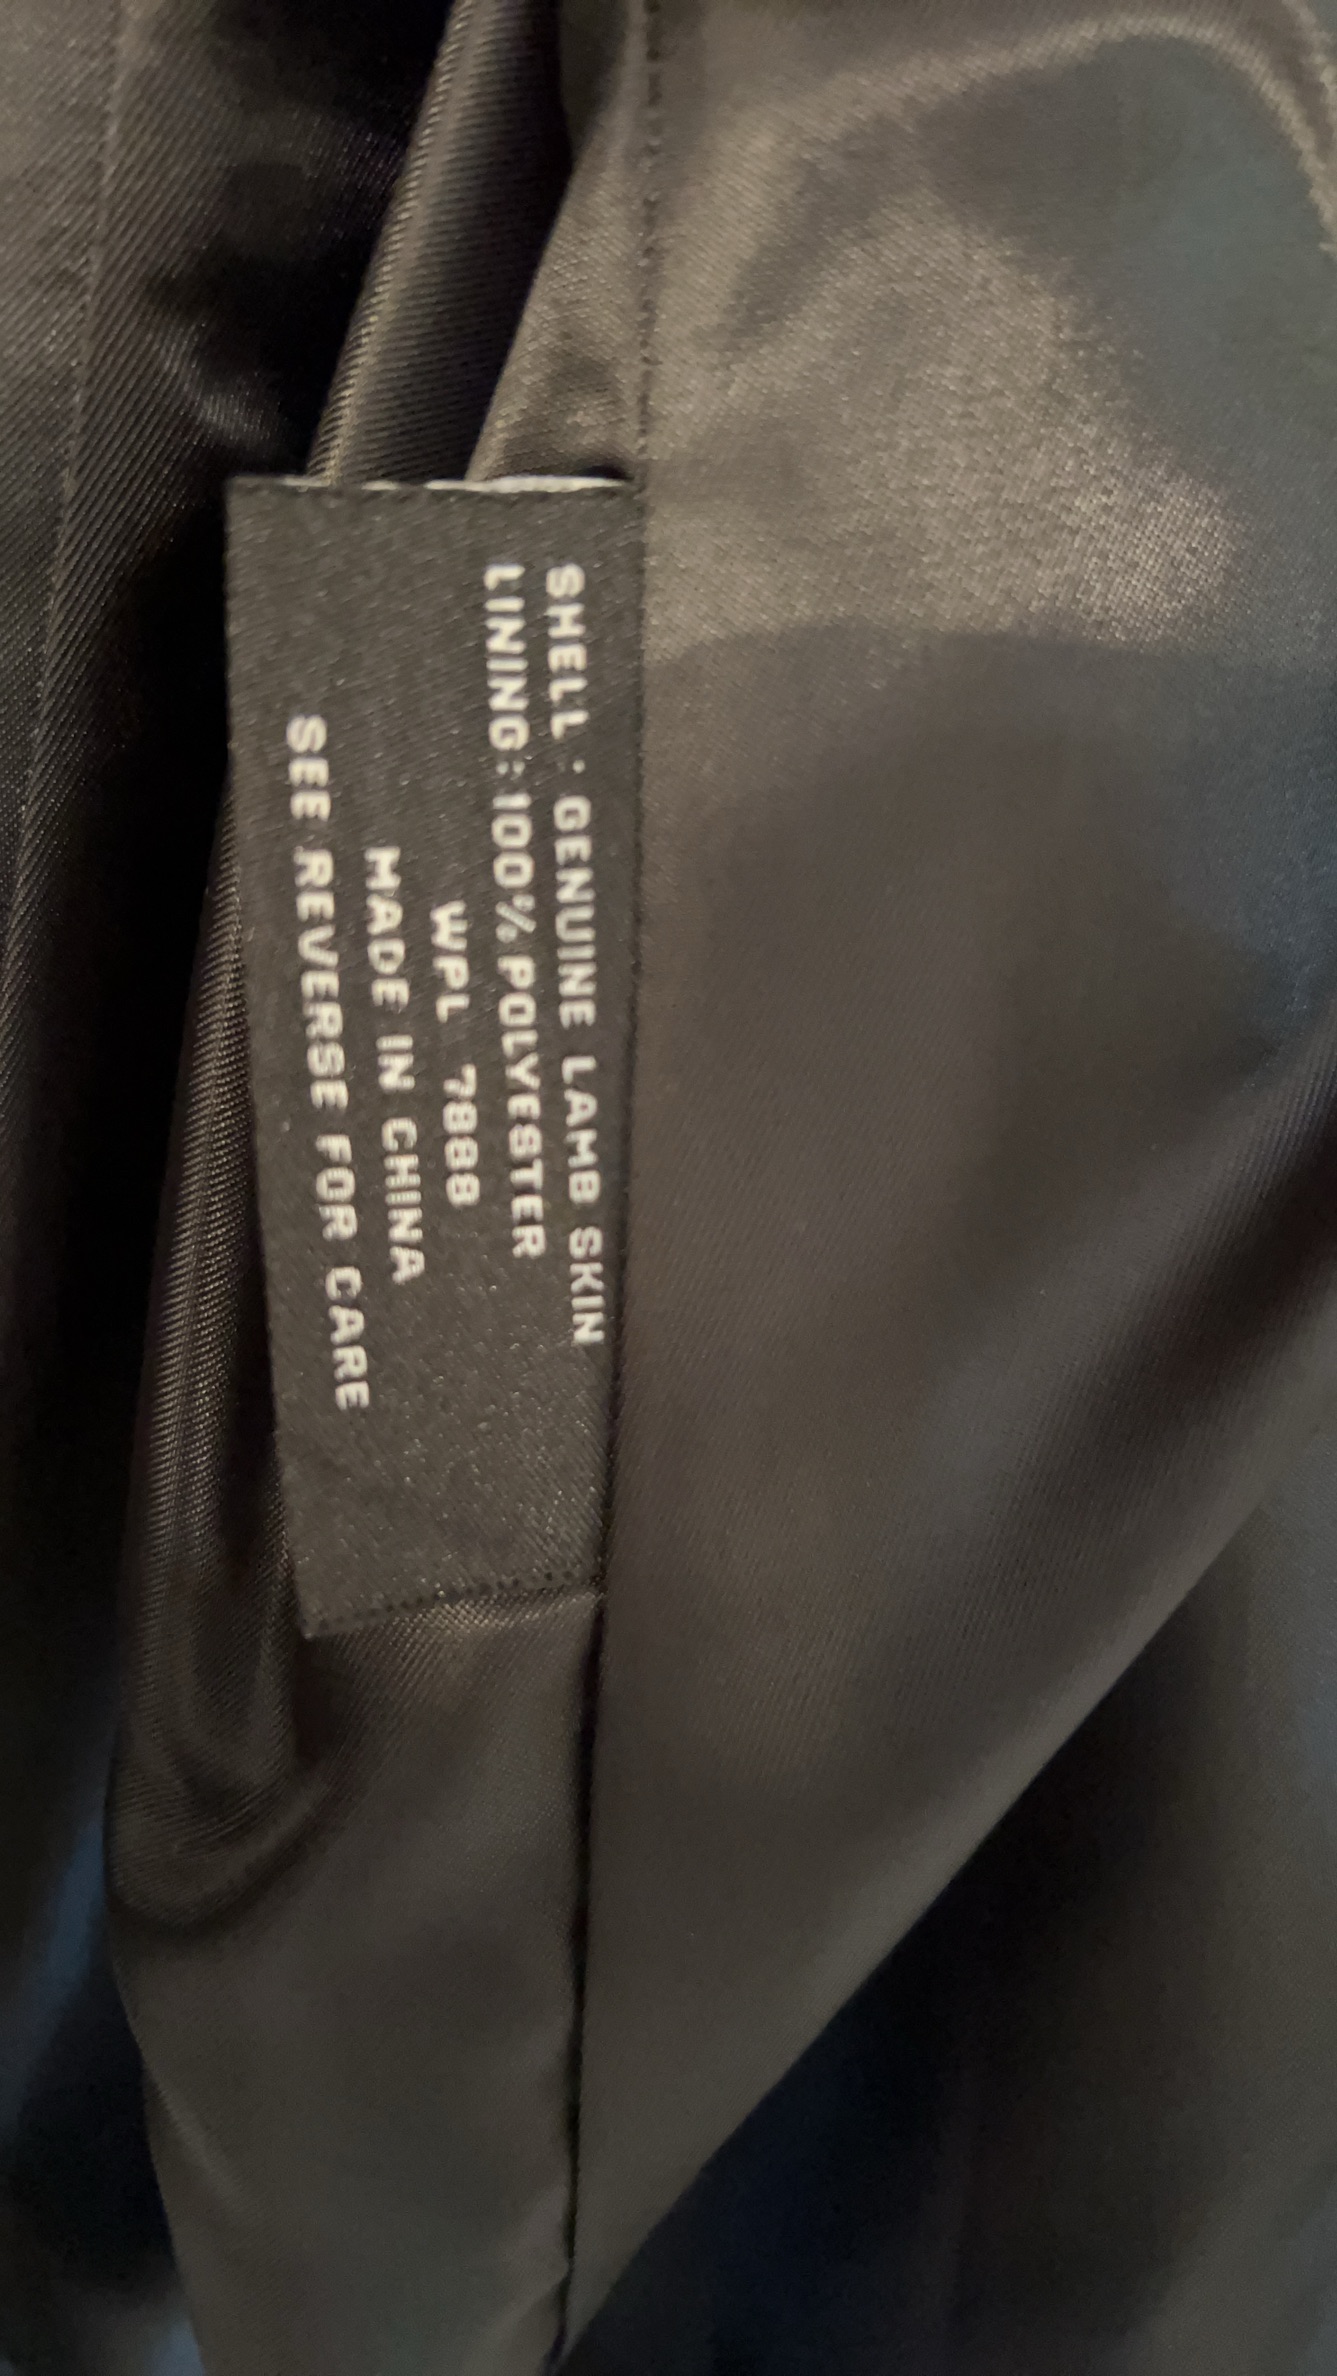 SHELL : GENUINE LAMB SKIN
LINING:100% POLYESTER
WPL 7888
MADE IN CHINA
SEE REVERSE FOR CARE